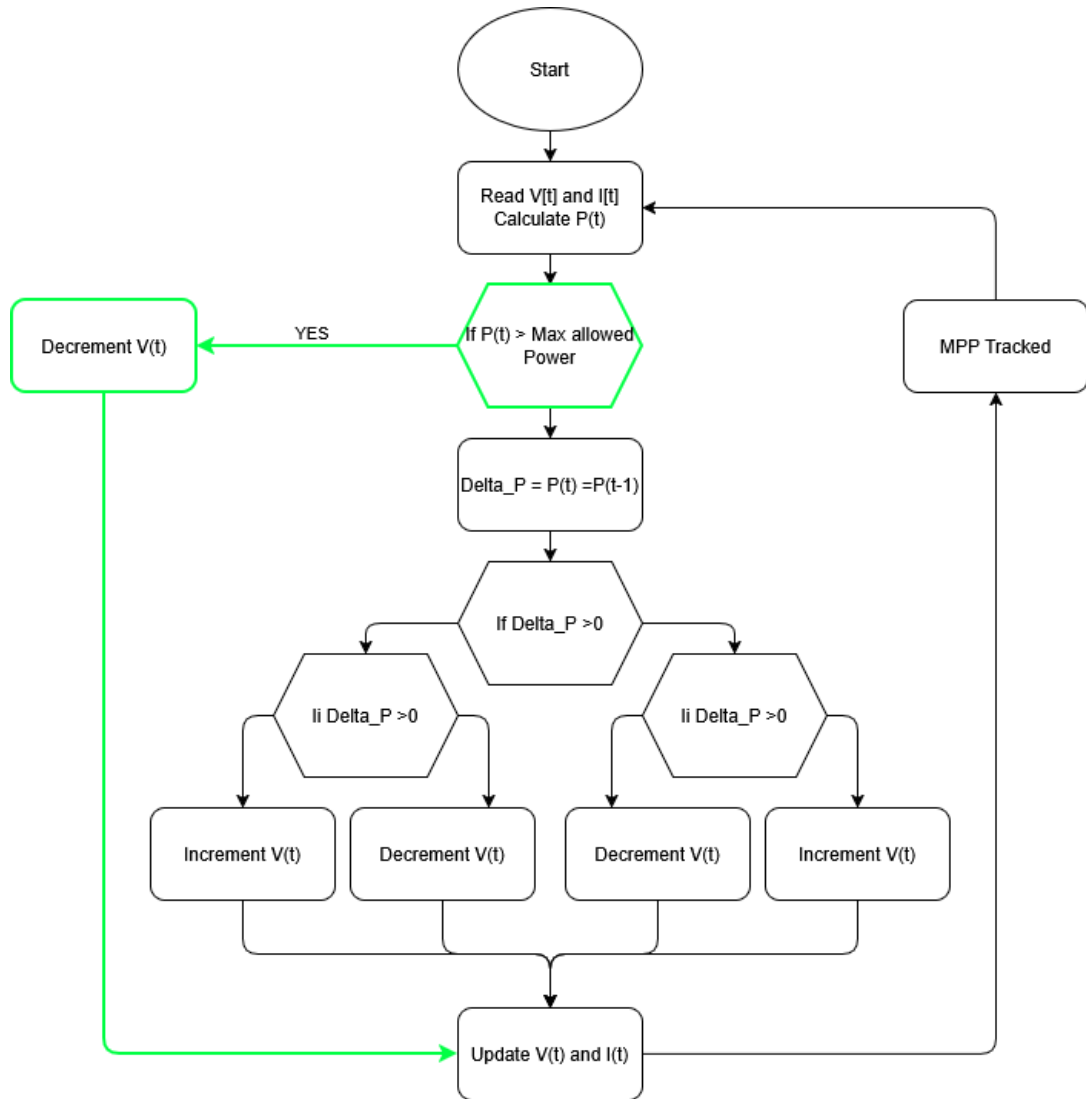 Start
Read V[t] and I[t]
Calculate P(t)
If P(t) > Max allowed
Power
YES
Decrement V(t)
MPP Tracked
Delta_P = P(t) =P(t-1)
If Delta_P >0
Ii Delta_P >0
Ii Delta_P >0
Increment V(t)
Decrement V(t)
Decrement V(t)
Increment V(t)
Update V(t) and I(t)